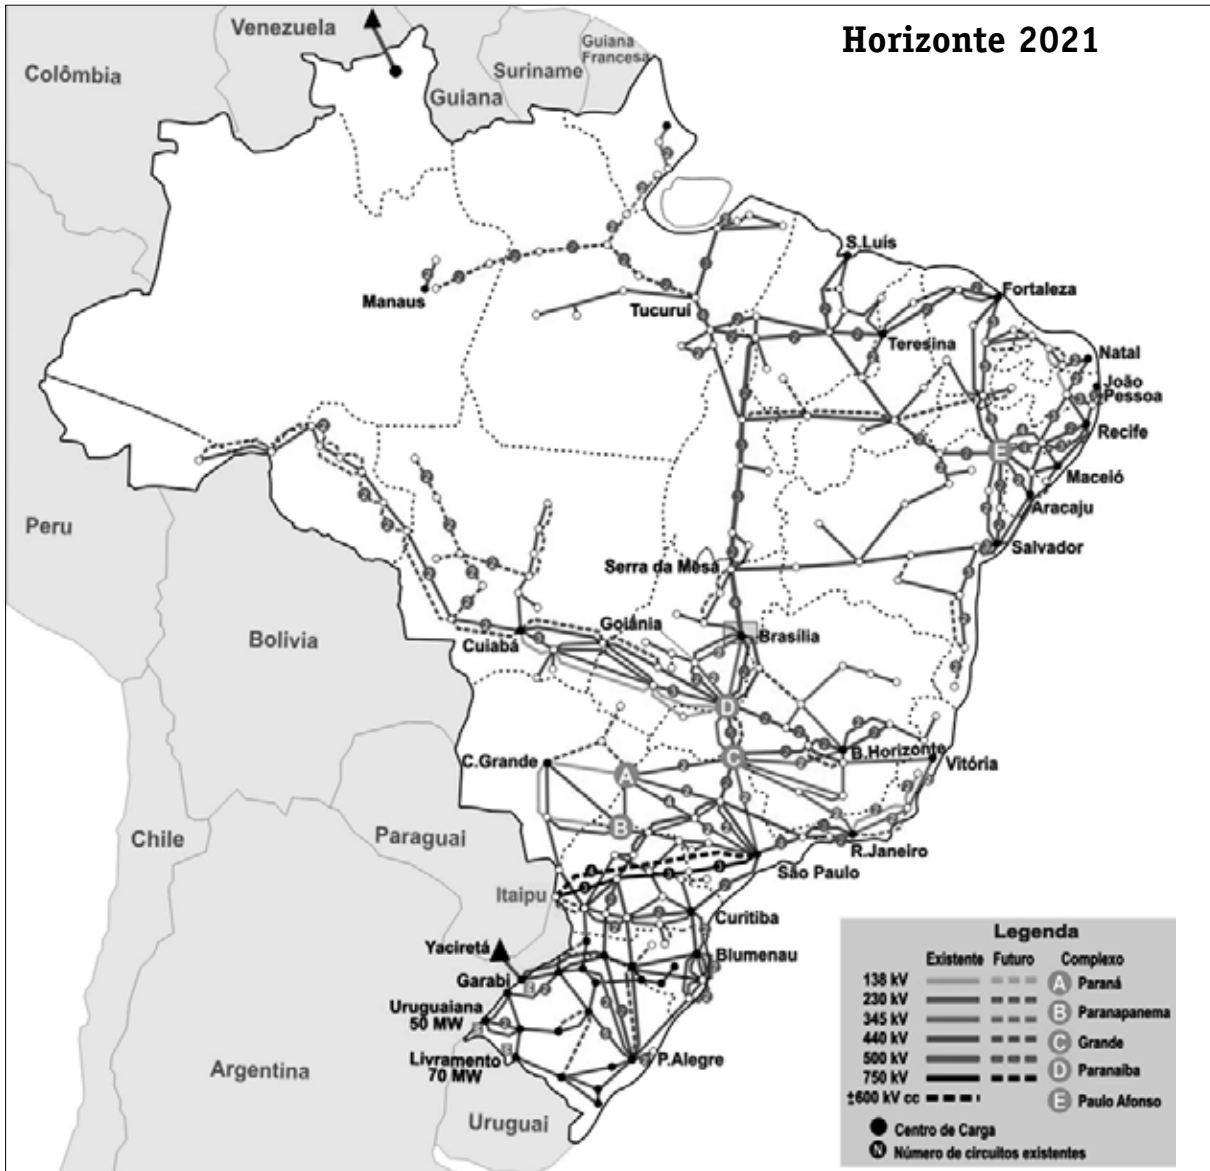 Horizonte 2021
Venezuela
Guiana
Francesa
Colômbia
Suriname
Guiana
S.Luís
Manaus
Tucuruí
Fortaleza
Teresina
Natal
João
Pessoa
Recife
E
Maceió
Aracaju
Peru
Salvador
Serra da Mesa
Bolivia
Goiânia
Brasília
Cuiabá
D
B.Horizonte
C.Grande
A
C
Vitória
B
Chile
Paraguai
R.Janeiro
São Paulo
Itaipu
Curitiba
Yaciretá
Blumenau
Garabi
Uruguaiana
50 MW
Livramento
70 MW
P.Alegre
Argentina
Uruguai
Legenda
Existente Futuro Complexo
138 kV A Paraná
230 kV
345 kV B Paranapanema
440 kV C Grande
500 kV
750 kV D Paranaíba
±600 kV cc E Paulo Afonso
Centro de Carga
N Número de circuitos existentes